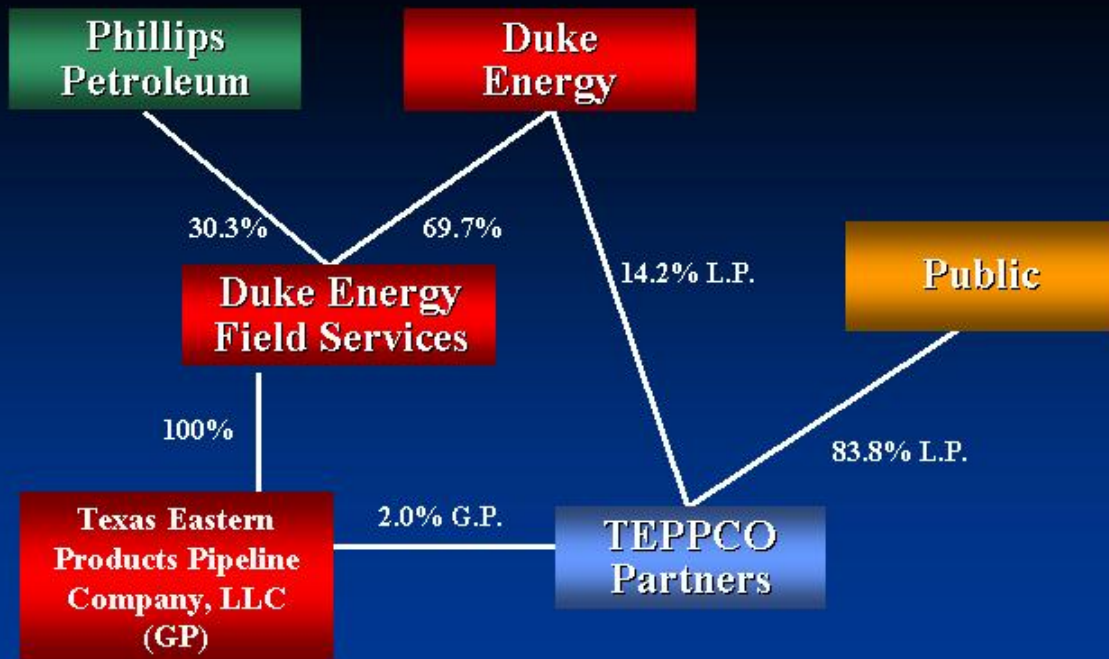 Phillips
Petroleum
Duke
Energy
30.3%
69.7%
14.2% L.P.
Public
Duke Energy
Field Services
100%
83.8% L.P.
Texas Eastern
Products Pipeline
Company, LLC
(GP)
2.0% G.P.
TEPPCO
Partners